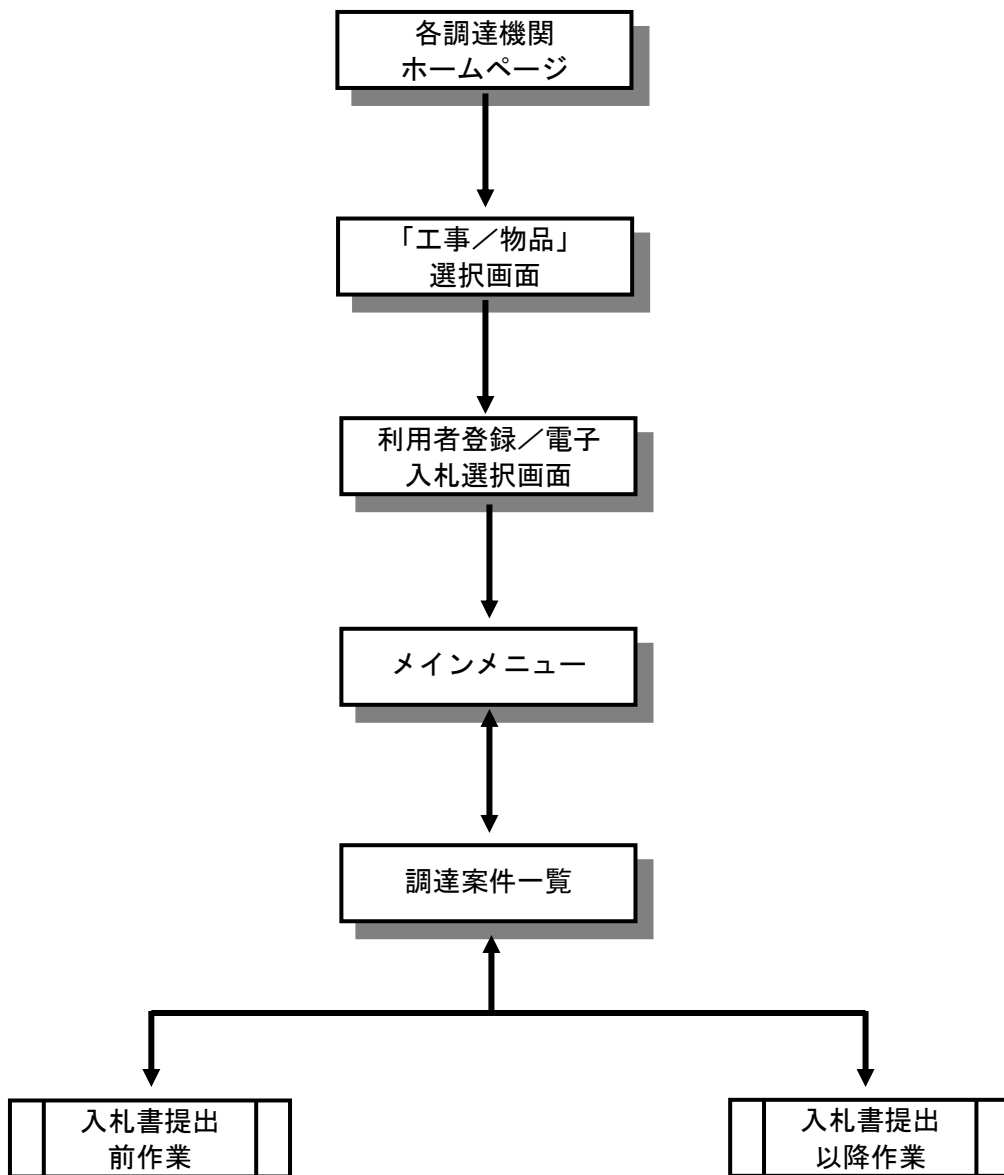 各調達機関
ホームページ
「工事／物品」
選択画面
利用者登録／電子
入札選択画面
メインメニュー
調達案件一覧
入札書提出
前作業
入札書提出
以降作業